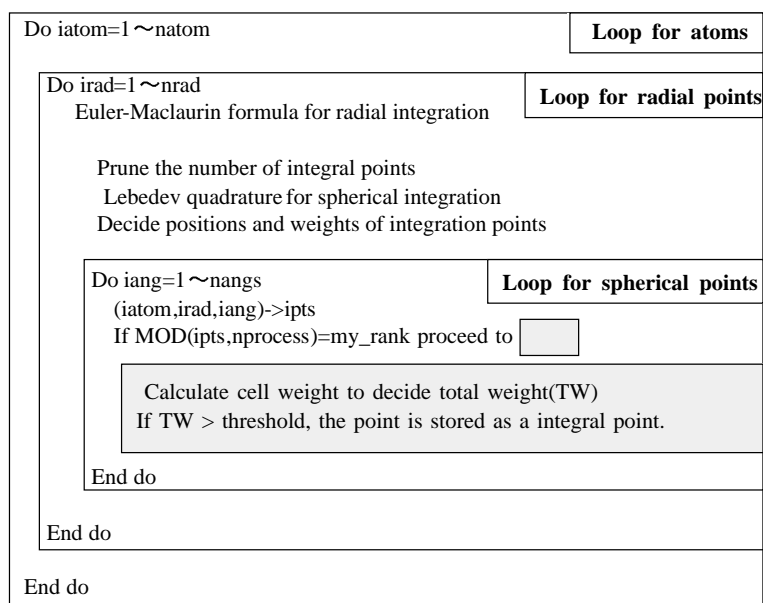 Do iatom=1～natom
Loop for atoms
Do irad=1～nrad
Loop for radial points
Euler-Maclaurin formula for radial integration
Prune the number of integral points
Lebedev quadrature for spherical integration
Decide positions and weights of integration points
Do iang=1～nangs
Loop for spherical points
(iatom,irad,iang)->ipts
If MOD(ipts,nprocess)=my_rank proceed to
Calculate cell weight to decide total weight(TW)
If TW > threshold, the point is stored as a integral point.
End do
End do
End do